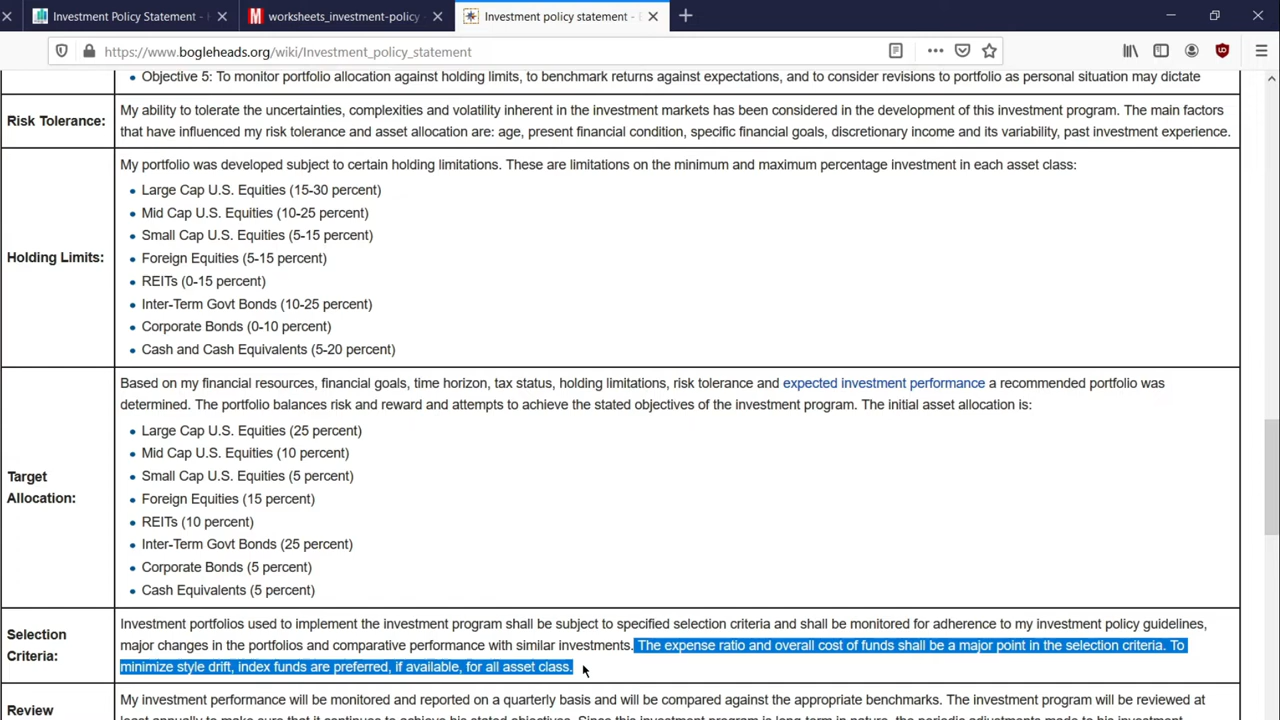 Investment Policy Statement -
worksheets_investment-policy
Investment policy statement -
https://www.bogleheads.org/wiki/Investment_policy_statement
• Objective 5: To monitor portfolio allocation against holding limits, to benchmark returns against expectations, and to consider revisions to portfolio as personal situation may dictate
Risk Tolerance:
My ability to tolerate the uncertainties, complexities and volatility inherent in the investment markets has been considered in the development of this investment program. The main factors
that have influenced my risk tolerance and asset allocation are: age, present financial condition, specific financial goals, discretionary income and its variability, past investment experience.
Holding Limits:
My portfolio was developed subject to certain holding limitations. These are limitations on the minimum and maximum percentage investment in each asset class:
• Large Cap U.S. Equities (15-30 percent)
• Mid Cap U.S. Equities (10-25 percent)
• Small Cap U.S. Equities (5-15 percent)
• Foreign Equities (5-15 percent)
• REITs (0-15 percent)
• Inter-Term Govt Bonds (10-25 percent)
• Corporate Bonds (0-10 percent)
• Cash and Cash Equivalents (5-20 percent)
Target
Allocation:
Based on my financial resources, financial goals, time horizon, tax status, holding limitations, risk tolerance and expected investment performance a recommended portfolio was
determined. The portfolio balances risk and reward and attempts to achieve the stated objectives of the investment program. The initial asset allocation is:
• Large Cap U.S. Equities (25 percent)
• Mid Cap U.S. Equities (10 percent)
• Small Cap U.S. Equities (5 percent)
• Foreign Equities (15 percent)
• REITs (10 percent)
• Inter-Term Govt Bonds (25 percent)
• Corporate Bonds (5 percent)
• Cash Equivalents (5 percent)
Selection
Criteria:
Investment portfolios used to implement the investment program shall be subject to specified selection criteria and shall be monitored for adherence to my investment policy guidelines,
major changes in the portfolios and comparative performance with similar investments. The expense ratio and overall cost of funds shall be a major point in the selection criteria. To
minimize style drift, index funds are preferred, if available, for all asset class.
Review
My investment performance will be monitored and reported on a quarterly basis and will be compared against the appropriate benchmarks. The investment program will be reviewed at